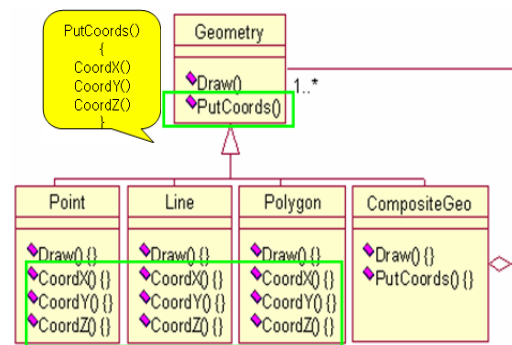 PutCoords()
{
CoordX()
CoordY()
CoordZ()
}
Geometry
Draw()
PutCoords()
1..*
Point
Draw() {}
CoordX() {}
CoordY() {}
CoordZ() {}
Line
Draw() {}
CoordX() {}
CoordY() {}
CoordZ() {}
Polygon
Draw() {}
CoordX() {}
CoordY() {}
CoordZ() {}
CompositeGeo
Draw() {}
PutCoords() {}